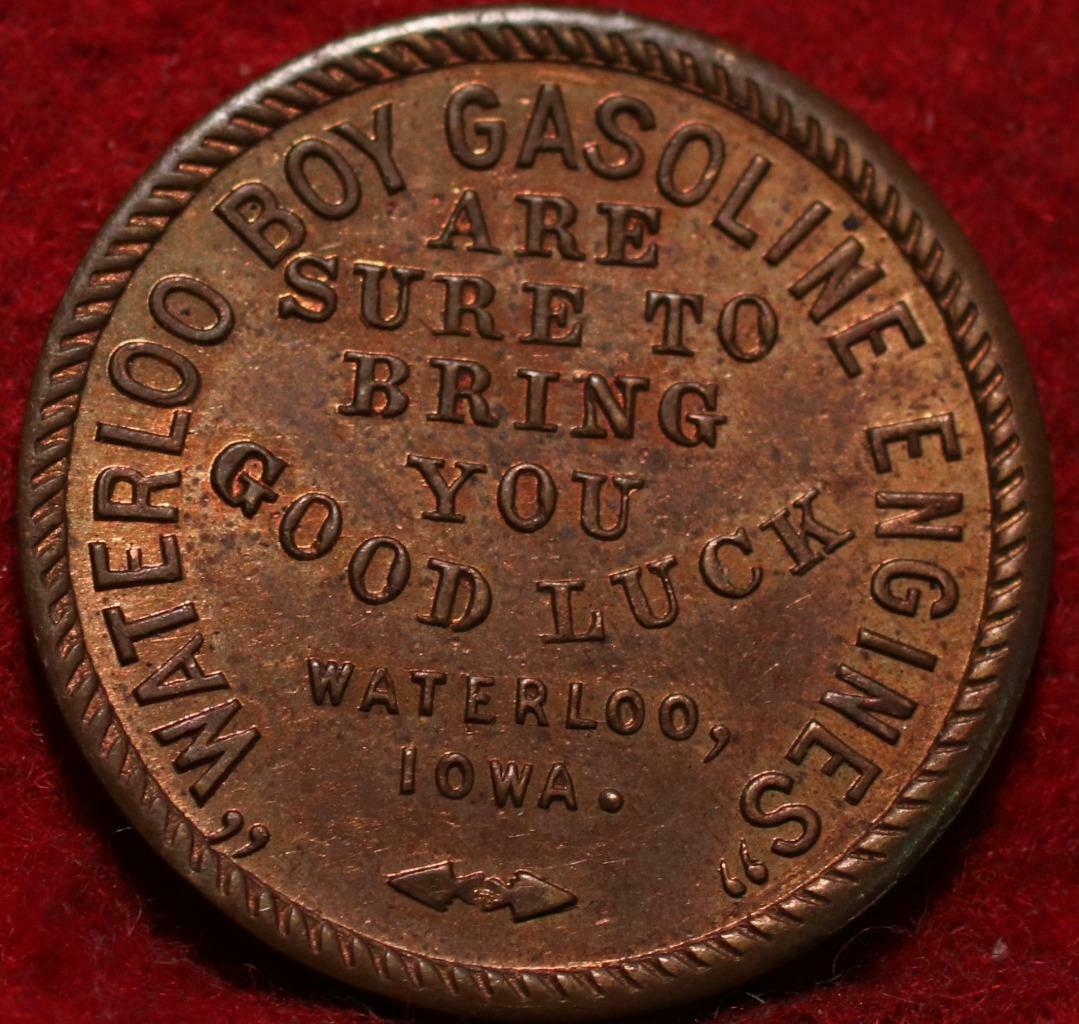 "WATERLOO BOY GASOLINE ENGINES"
ARE
SURE TO
BRING
YOU
GOOD LUCK
WATERLOO,
IOWA.